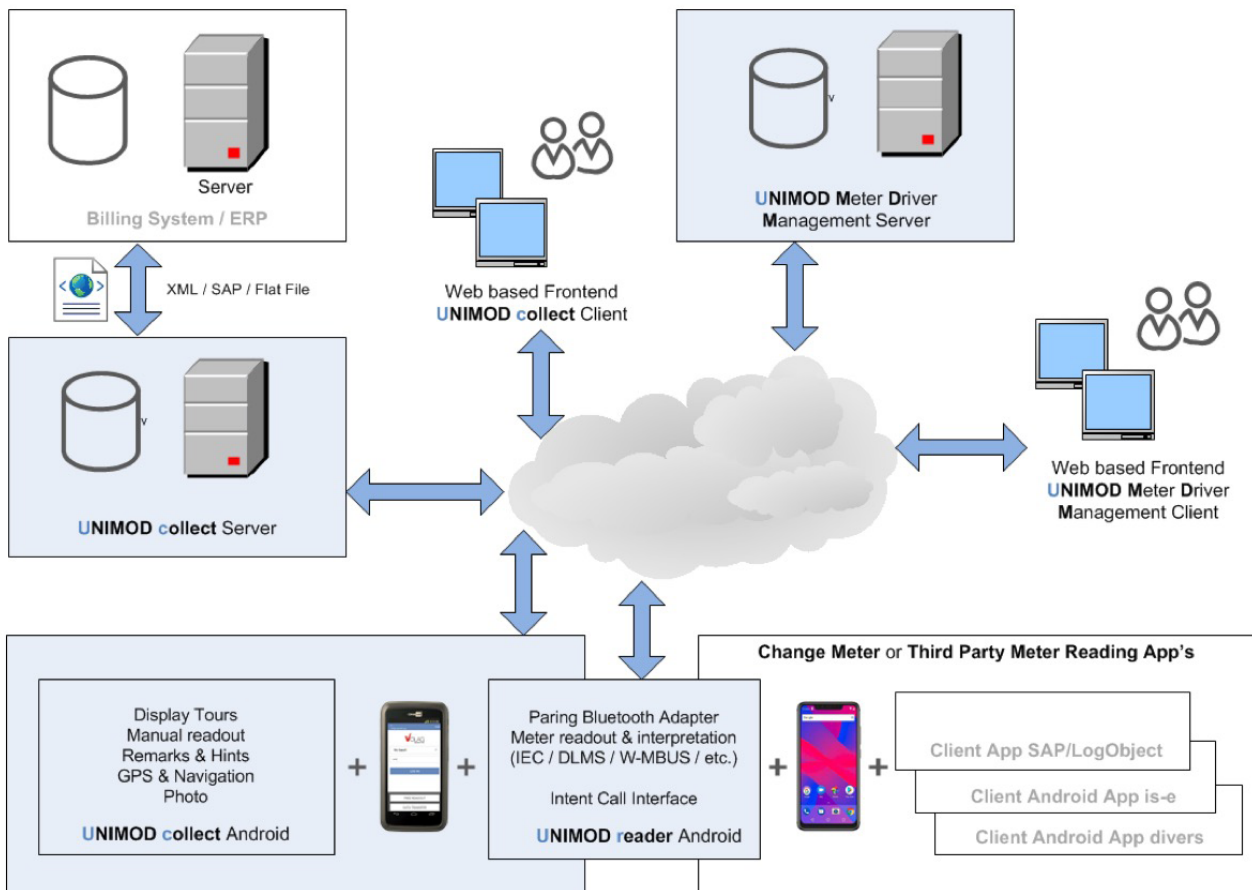 Server
Billing System / ERP
XML / SAP / Flat File
v
UNIMOD collect Server
Web based Frontend
UNIMOD collect Client
v
UNIMOD Meter Driver
Management Server
Web based Frontend
UNIMOD Meter Driver
Management Client
Display Tours
Manual readout
Remarks & Hints
GPS & Navigation
Photo
UNIMOD collect Android
+
+
Paring Bluetooth Adapter
Meter readout & interpretation
(IEC / DLMS / W-MBUS / etc.)
Intent Call Interface
UNIMOD reader Android
Change Meter or Third Party Meter Reading App's
+
+
Client App SAP/LogObject
Client Android App is-e
Client Android App divers